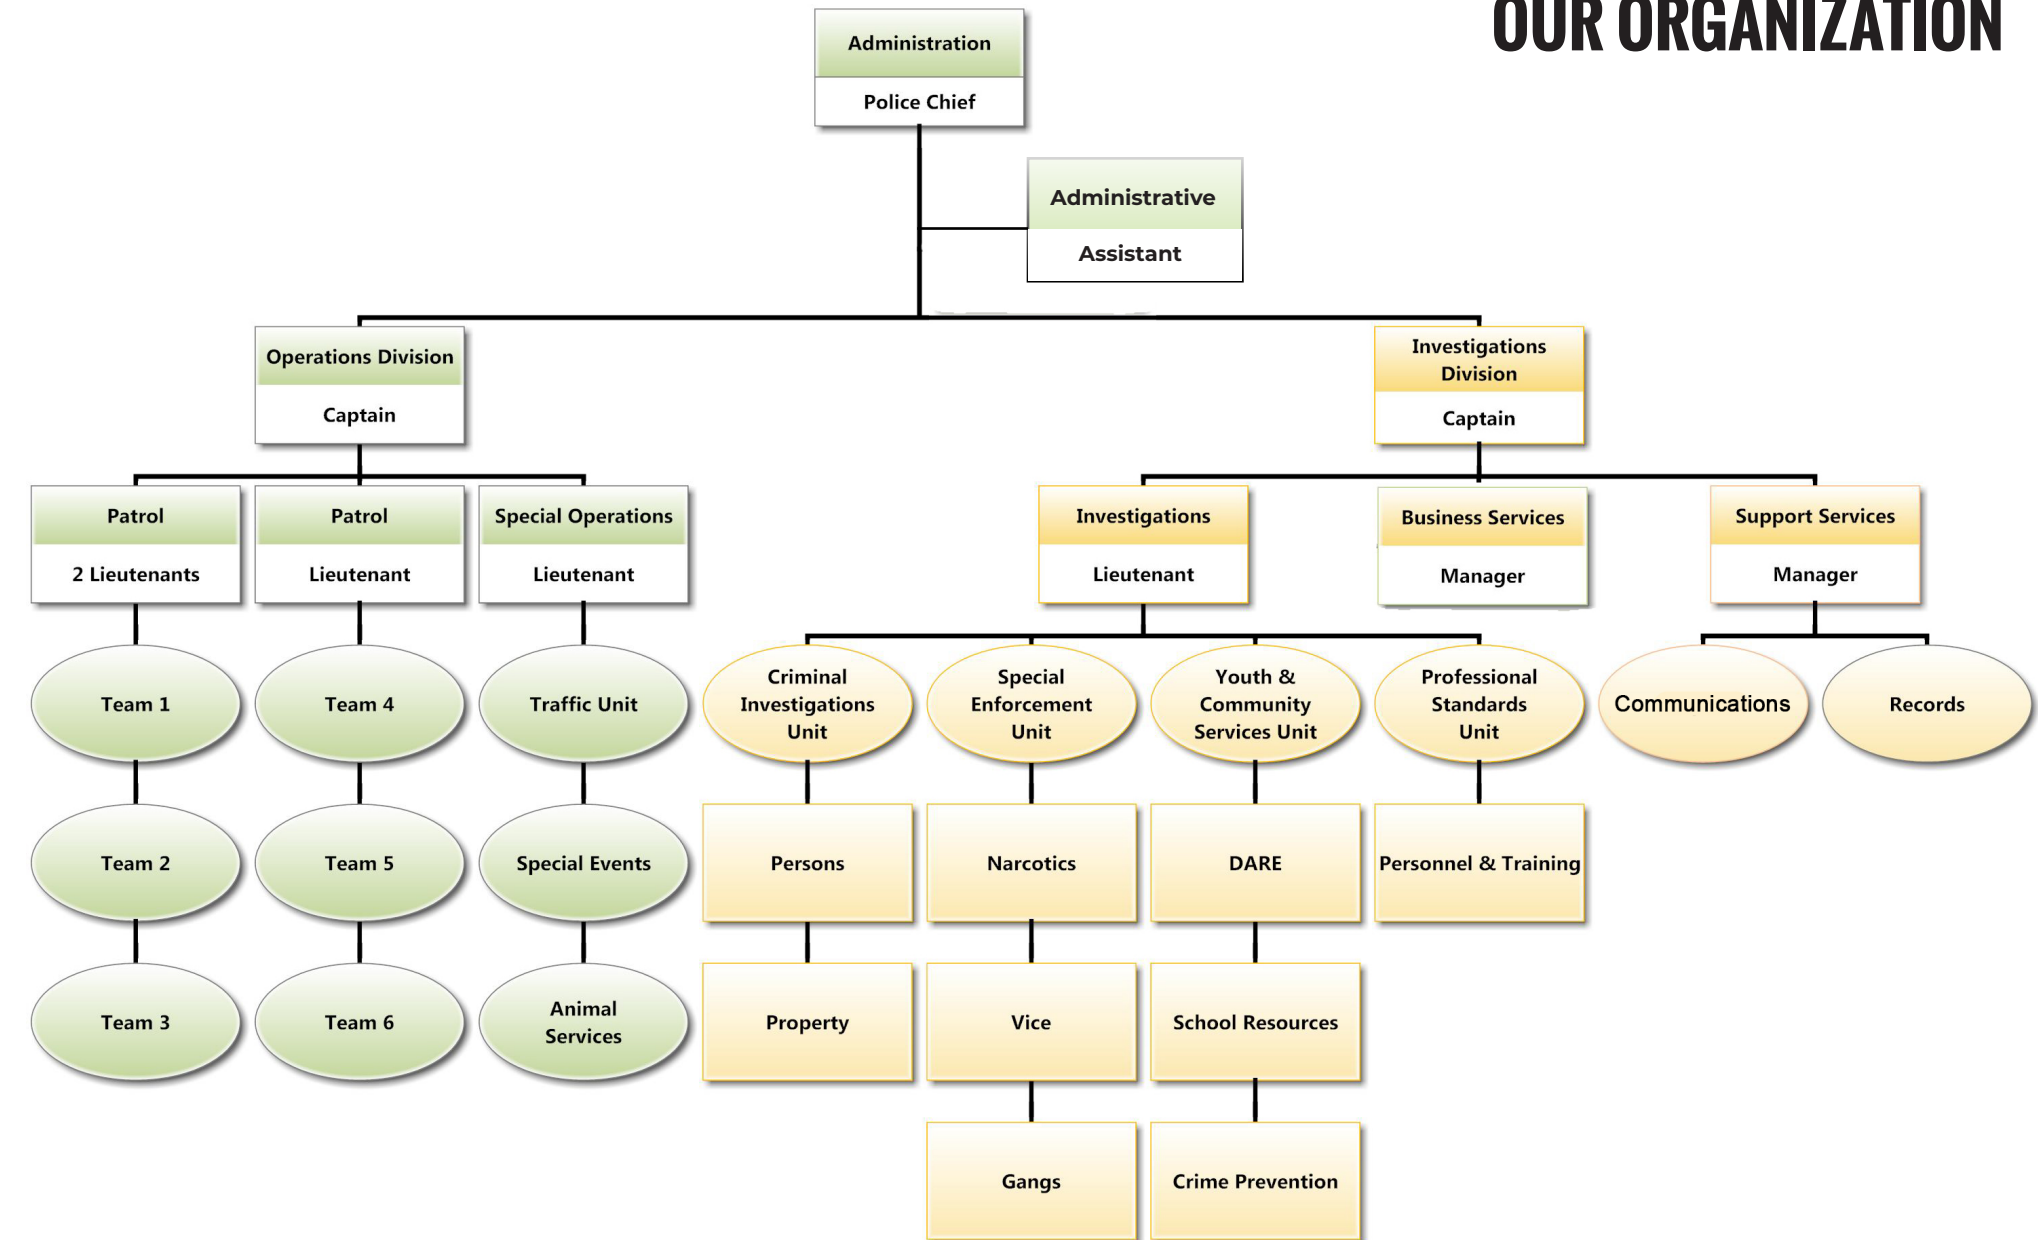 OUR ORGANIZATION
Administration
Police Chief
Administrative
Assistant
Operations Division
Captain
Investigations
Division
Captain
Patrol
2 Lieutenants
Patrol
Lieutenant
Special Operations
Lieutenant
Investigations
Lieutenant
Business Services
Manager
Support Services
Manager
Team 1
Team 4
Traffic Unit
Criminal
Investigations
Unit
Special
Enforcement
Unit
Youth &
Community
Services Unit
Professional
Standards
Unit
Communications
Records
Team 2
Team 5
Special Events
Persons
Narcotics
DARE
Personnel & Training
Team 3
Team 6
Animal
Services
Property
Vice
School Resources
Gangs
Crime Prevention